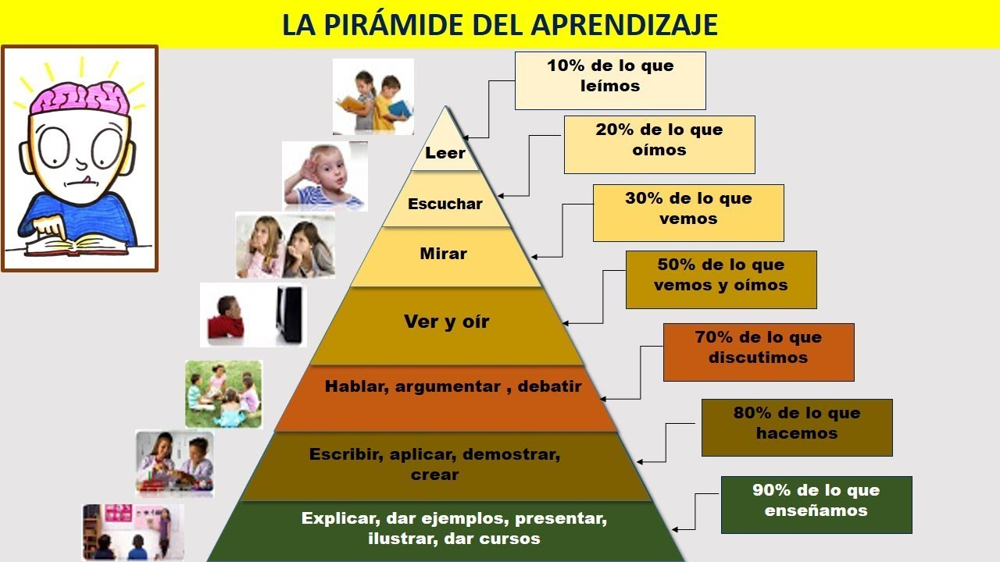 LA PIRÁMIDE DEL APRENDIZAJE
10% de lo que
leímos
Leer
20% de lo que
oímos
Escuchar
30% de lo que
vemos
Mirar
50% de lo que
vemos y oímos
Ver y oír
70% de lo que
discutimos
Hablar, argumentar , debatir
80% de lo que
hacemos
Escribir, aplicar, demostrar,
crear
90% de lo que
enseñamos
Explicar, dar ejemplos, presentar,
ilustrar, dar cursos